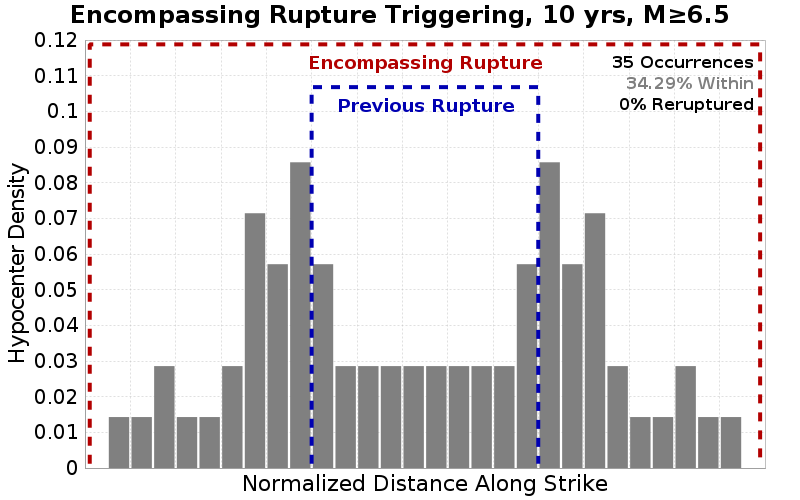 Encompassing Rupture Triggering, 10 yrs, M≥6.5
0.12
0.11
0.1
0.09
0.08
0.07
0.06
0.05
0.04
0.03
0.02
0.01
0
Hypocenter Density
Encompassing Rupture
Previous Rupture
35 Occurrences
34.29% Within
0% Reruptured
Normalized Distance Along Strike